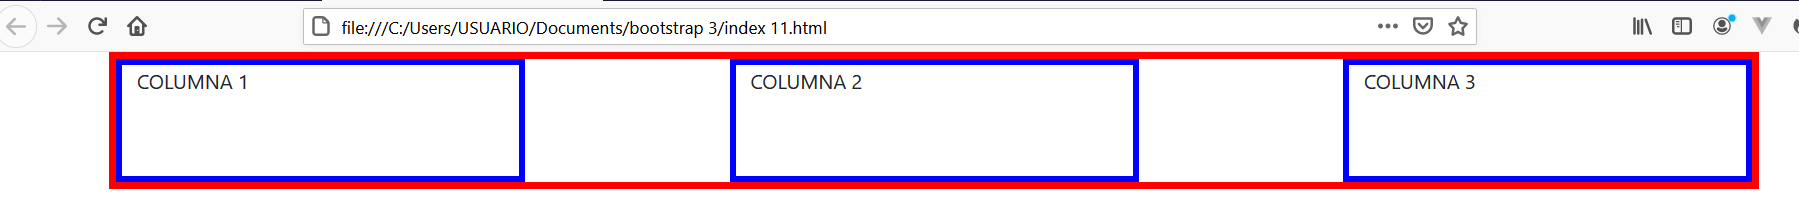 file:///C:/Users/USUARIO/Documents/bootstrap 3/index 11.html
COLUMNA 1
COLUMNA 2
COLUMNA 3